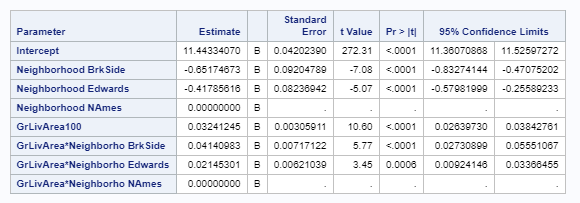 Parameter Estimate Standard Error t Value Pr > |t| 95% Confidence Limits
Intercept 11.44334070 B 0.04202390 272.31 <.0001 11.36070868 11.52597272
Neighborhood BrkSide -0.65174673 B 0.09204789 -7.08 <.0001 -0.83274144 -0.47075202
Neighborhood Edwards -0.41785616 B 0.08236942 -5.07 <.0001 -0.57981999 -0.25589233
Neighborhood NAmes 0.00000000 B . . . . .
GrLivArea100 0.03241245 B 0.00305911 10.60 <.0001 0.02639730 0.03842761
GrLivArea*Neighborho BrkSide 0.04140983 B 0.00717122 5.77 <.0001 0.02730899 0.05551067
GrLivArea*Neighborho Edwards 0.02145301 B 0.00621039 3.45 0.0006 0.00924146 0.03366455
GrLivArea*Neighborho NAmes 0.00000000 B . . . . .